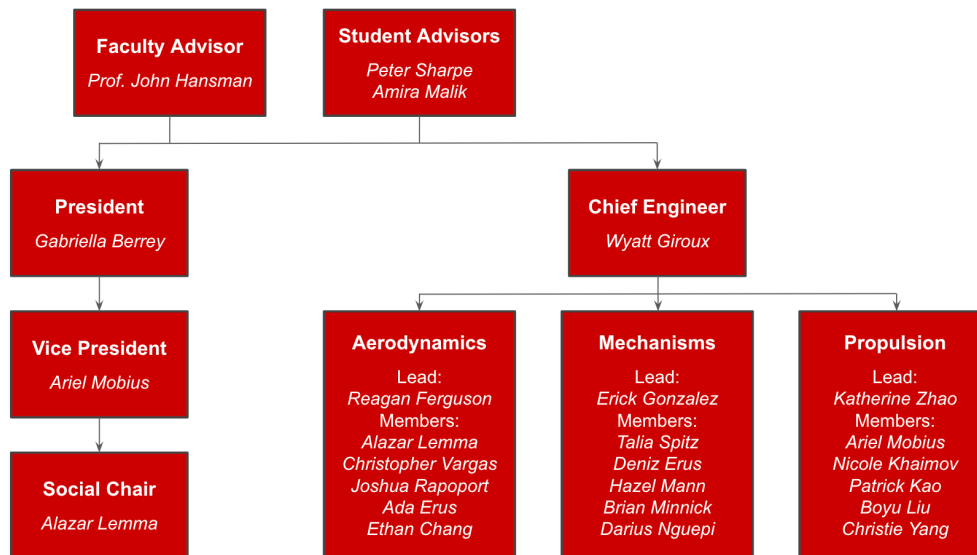 Faculty Advisor
Prof. John Hansman
Student Advisors
Peter Sharpe
Amira Malik
President
Gabriella Berrey
Chief Engineer
Wyatt Giroux
Vice President
Ariel Mobius
Social Chair
Alazar Lemma
Aerodynamics
Lead:
Reagan Ferguson
Members:
Alazar Lemma
Christopher Vargas
Joshua Rapoport
Ada Erus
Ethan Chang
Mechanisms
Lead:
Erick Gonzalez
Members:
Talia Spitz
Deniz Erus
Hazel Mann
Brian Minnick
Darius Nguepi
Propulsion
Lead:
Katherine Zhao
Members:
Ariel Mobius
Nicole Khaimov
Patrick Kao
Boyu Liu
Christie Yang